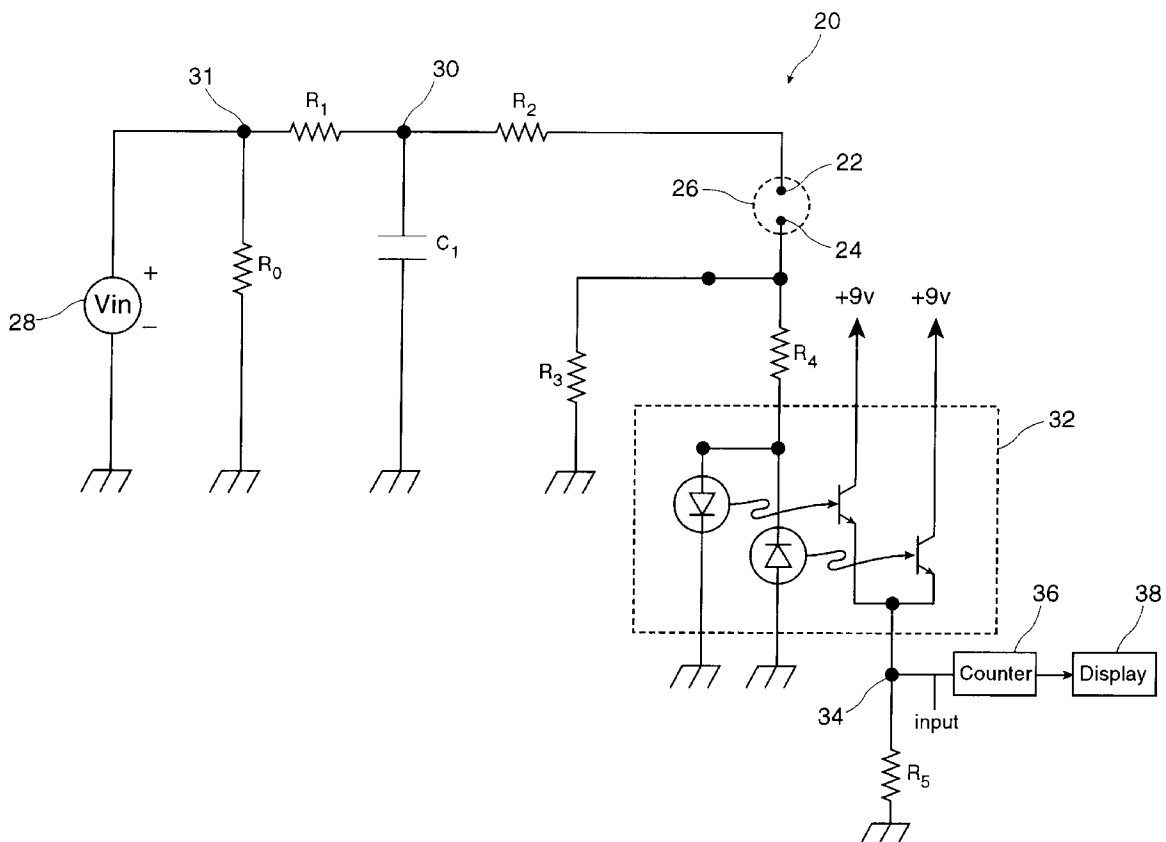 20
31
30
R1
R2
22
26
24
R0
C1
+
Vin
28
–
+9v
+9v
R4
R3
32
36
38
Counter
Display
34
input
R5